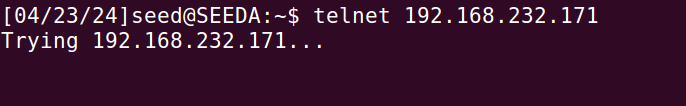 [04/23/24]seed@SEEDA:~$ telnet 192.168.232.171
Trying 192.168.232.171...